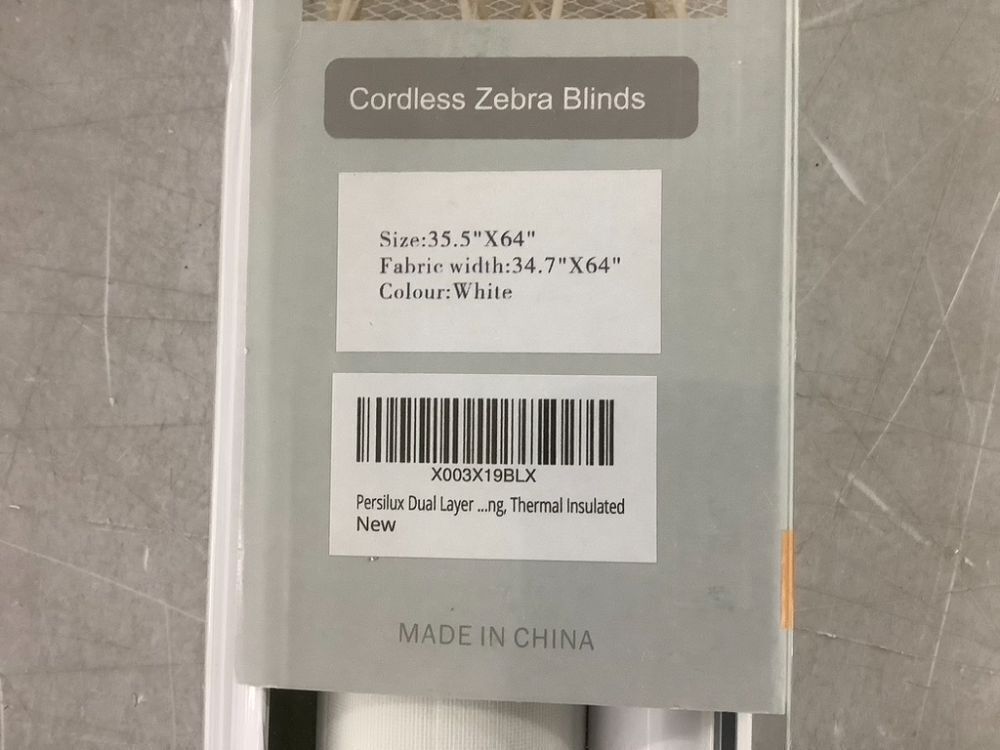 Cordless Zebra Blinds
Size:35.5"X64"
Fabric width:34.7"X64"
Colour:White
X003X19BLX
Persilux Dual Layer ...ng, Thermal Insulated
New
MADE IN CHINA